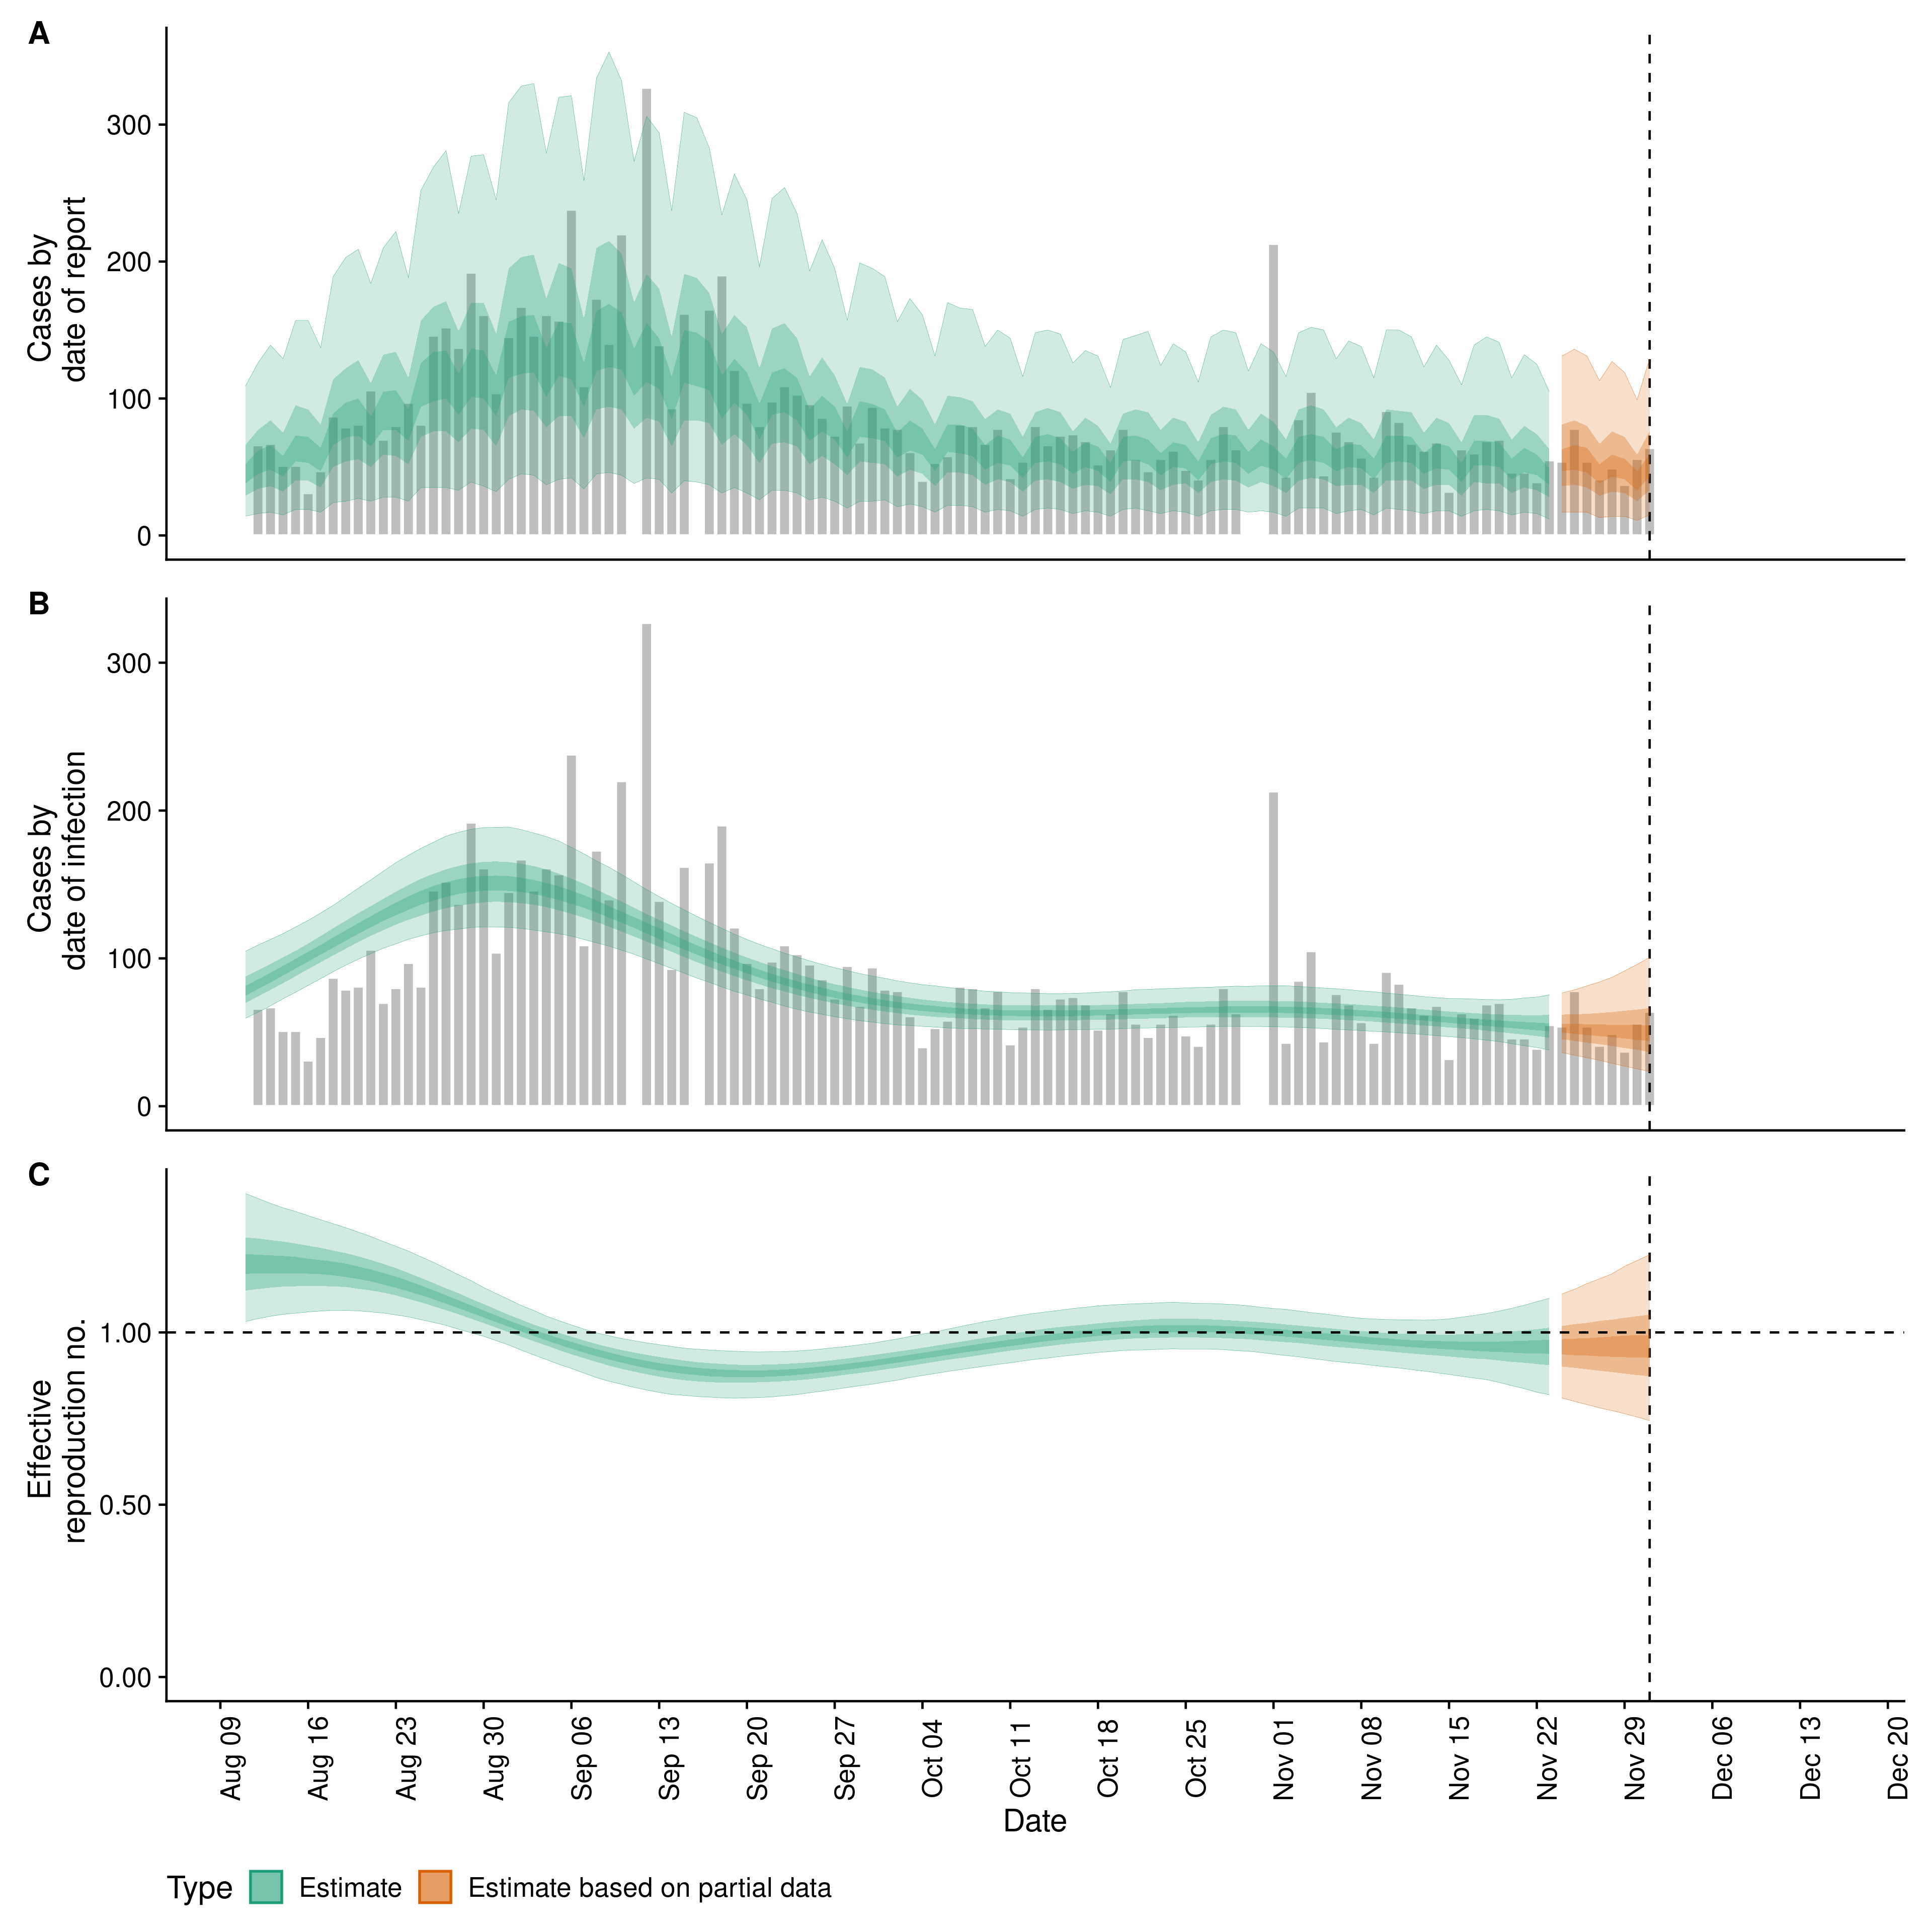 A
Cases by
date of report
300
200
100
0
B
Cases by
date of infection
300
200
100
0
C
Effective
reproduction no.
1.00
0.50
0.00
Aug 09
Aug 16
Aug 23
Aug 30
Sep 06
Sep 13
Sep 20
Sep 27
Oct 04
Oct 11
Oct 18
Oct 25
Nov 01
Nov 08
Nov 15
Nov 22
Nov 29
Dec 06
Dec 13
Dec 20
Date
Type Estimate Estimate based on partial data